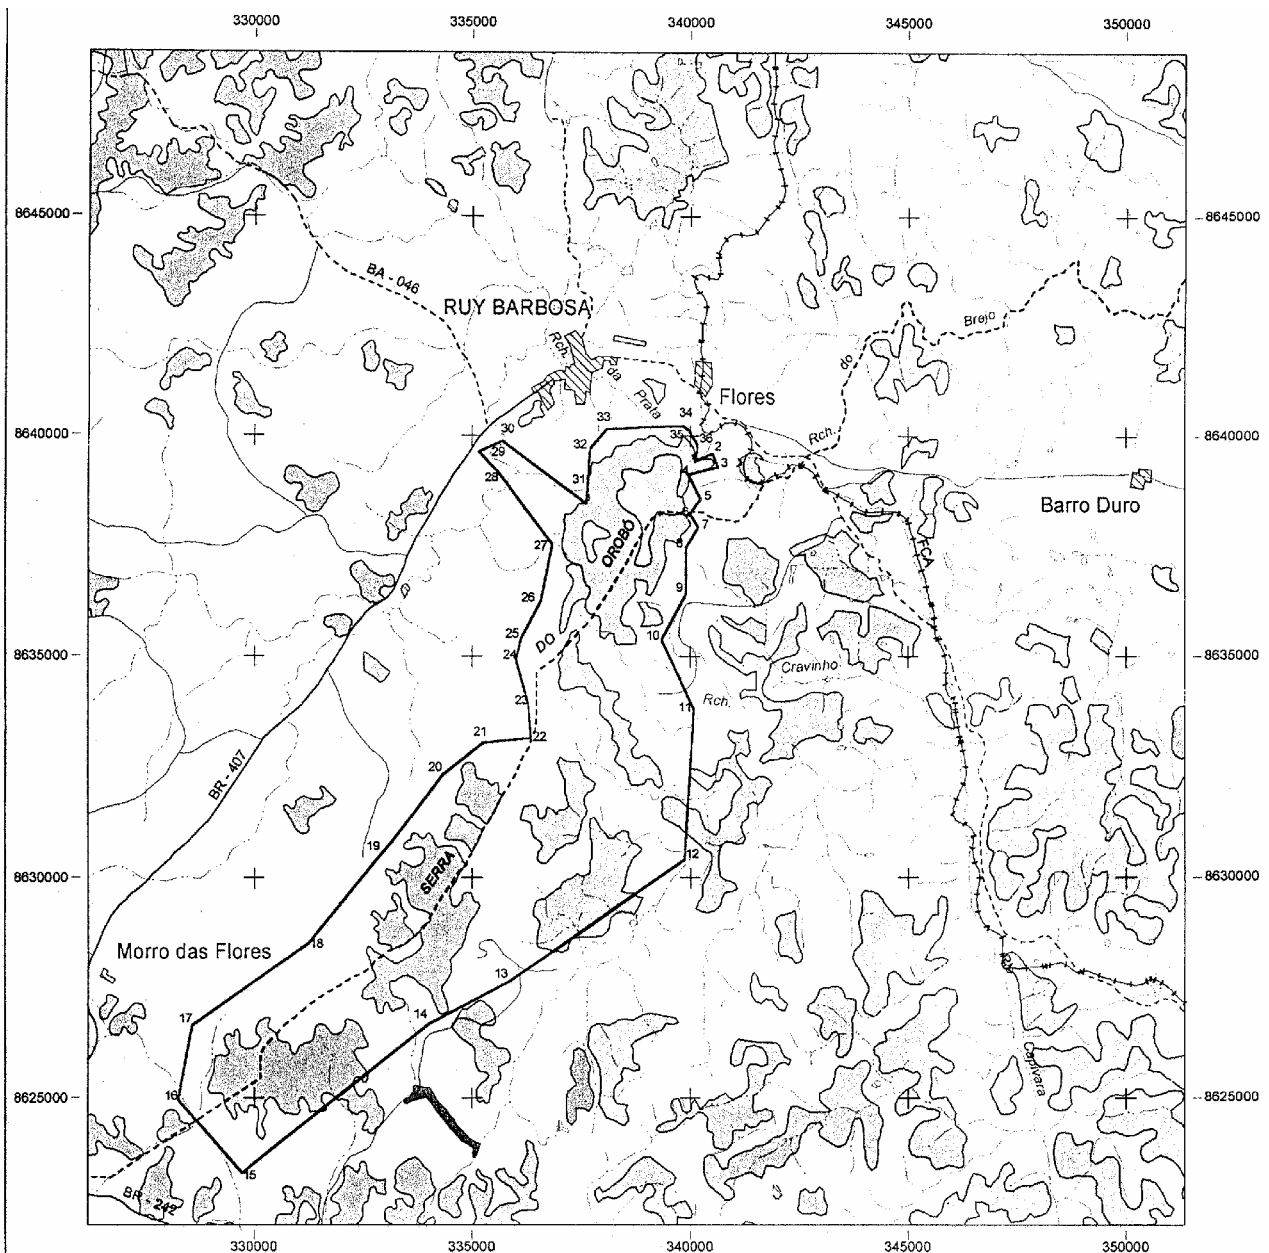 330000 335000 340000 345000 350000
8645000 8645000
BA - 046
RUY BARBOSA
Brejo
Rch.
do
da
Prata
Flores
34
33
30
35 36
Rch.
8640000 8640000
32
2
29
3
28
31
5
Barro Duro
7
OROBÓ
27
8
FCA
9
26
25
10
DO
8635000 8635000
24
Cravinho
23
Rch.
11
21
22
20
BR - 407
19
12
SERRA
8630000 8630000
18
Morro das Flores
13
14
17
Capivara
16
8625000 8625000
15
BR - 242
330000 335000 340000 345000 350000